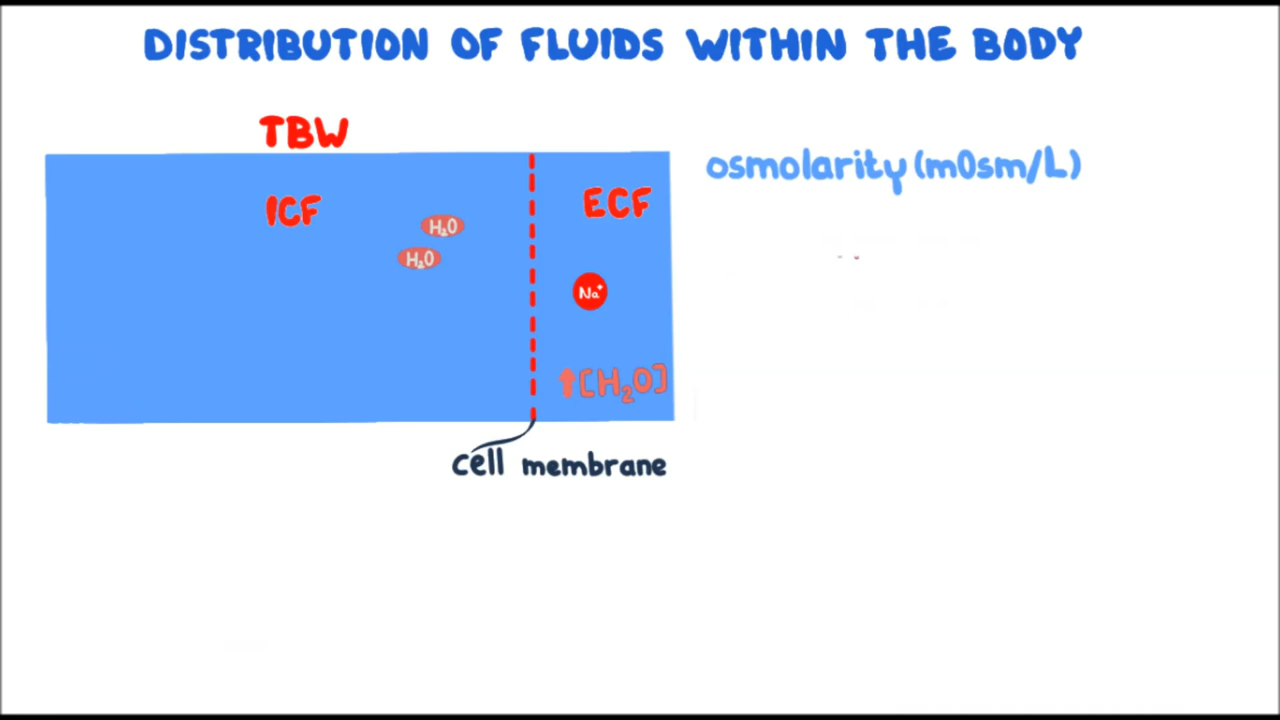 DISTRIBUTION OF FLUIDS WITHIN THE BODY
TBW
osmolarity (mOsm/L)
ICF
ECF
H₂O
H₂O
Na⁺
↑[H₂O]
cell membrane